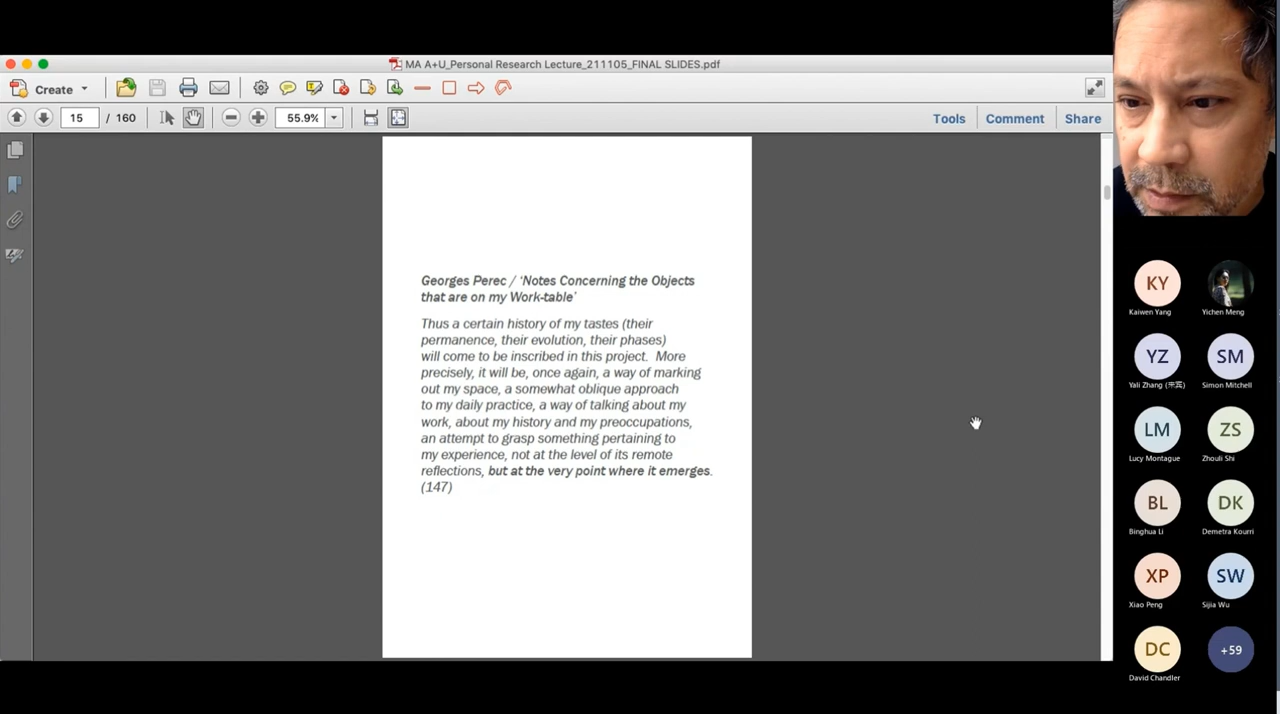 MA A+U_Personal Research Lecture_211105_FINAL SLIDES.pdf
Create
15 / 160
55.9%
Tools
Comment
Share
Georges Perec / ‘Notes Concerning the Objects
that are on my Work-table’
Thus a certain history of my tastes (their
permanence, their evolution, their phases)
will come to be inscribed in this project.  More
precisely, it will be, once again, a way of marking
out my space, a somewhat oblique approach
to my daily practice, a way of talking about my
work, about my history and my preoccupations,
an attempt to grasp something pertaining to
my experience, not at the level of its remote
reflections, but at the very point where it emerges.
(147)
KY
Kaiwen Yang
Yichen Meng
YZ
Yali Zhang
SM
Simon Mitchell
LM
Lucy Montague
ZS
Zhouli Shi
BL
Binghua Li
DK
Demetra Kourri
XP
Xiao Peng
SW
Sijia Wu
DC
David Chandler
+59